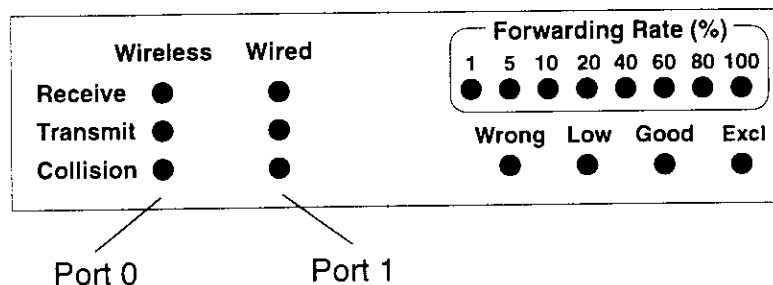 Forwarding Rate (%)
Wireless Wired
1 5 10 20 40 60 80 100
Receive
Transmit
Wrong Low Good Excl
Collision
Port 0 Port 1